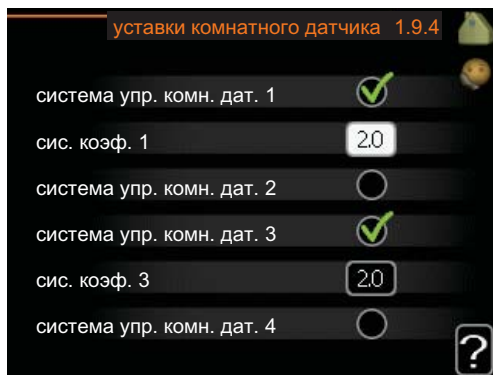 уставки комнатного датчика 1.9.4
система упр. комн. дат. 1
сис. коэф. 1 2.0
система упр. комн. дат. 2
система упр. комн. дат. 3
сис. коэф. 3 2.0
система упр. комн. дат. 4
?